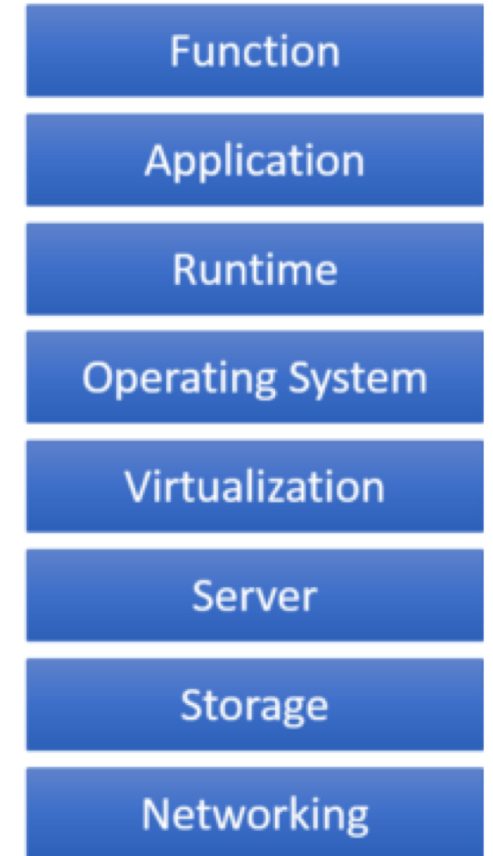 Function
Application
Runtime
Operating System
Virtualization
Server
Storage
Networking